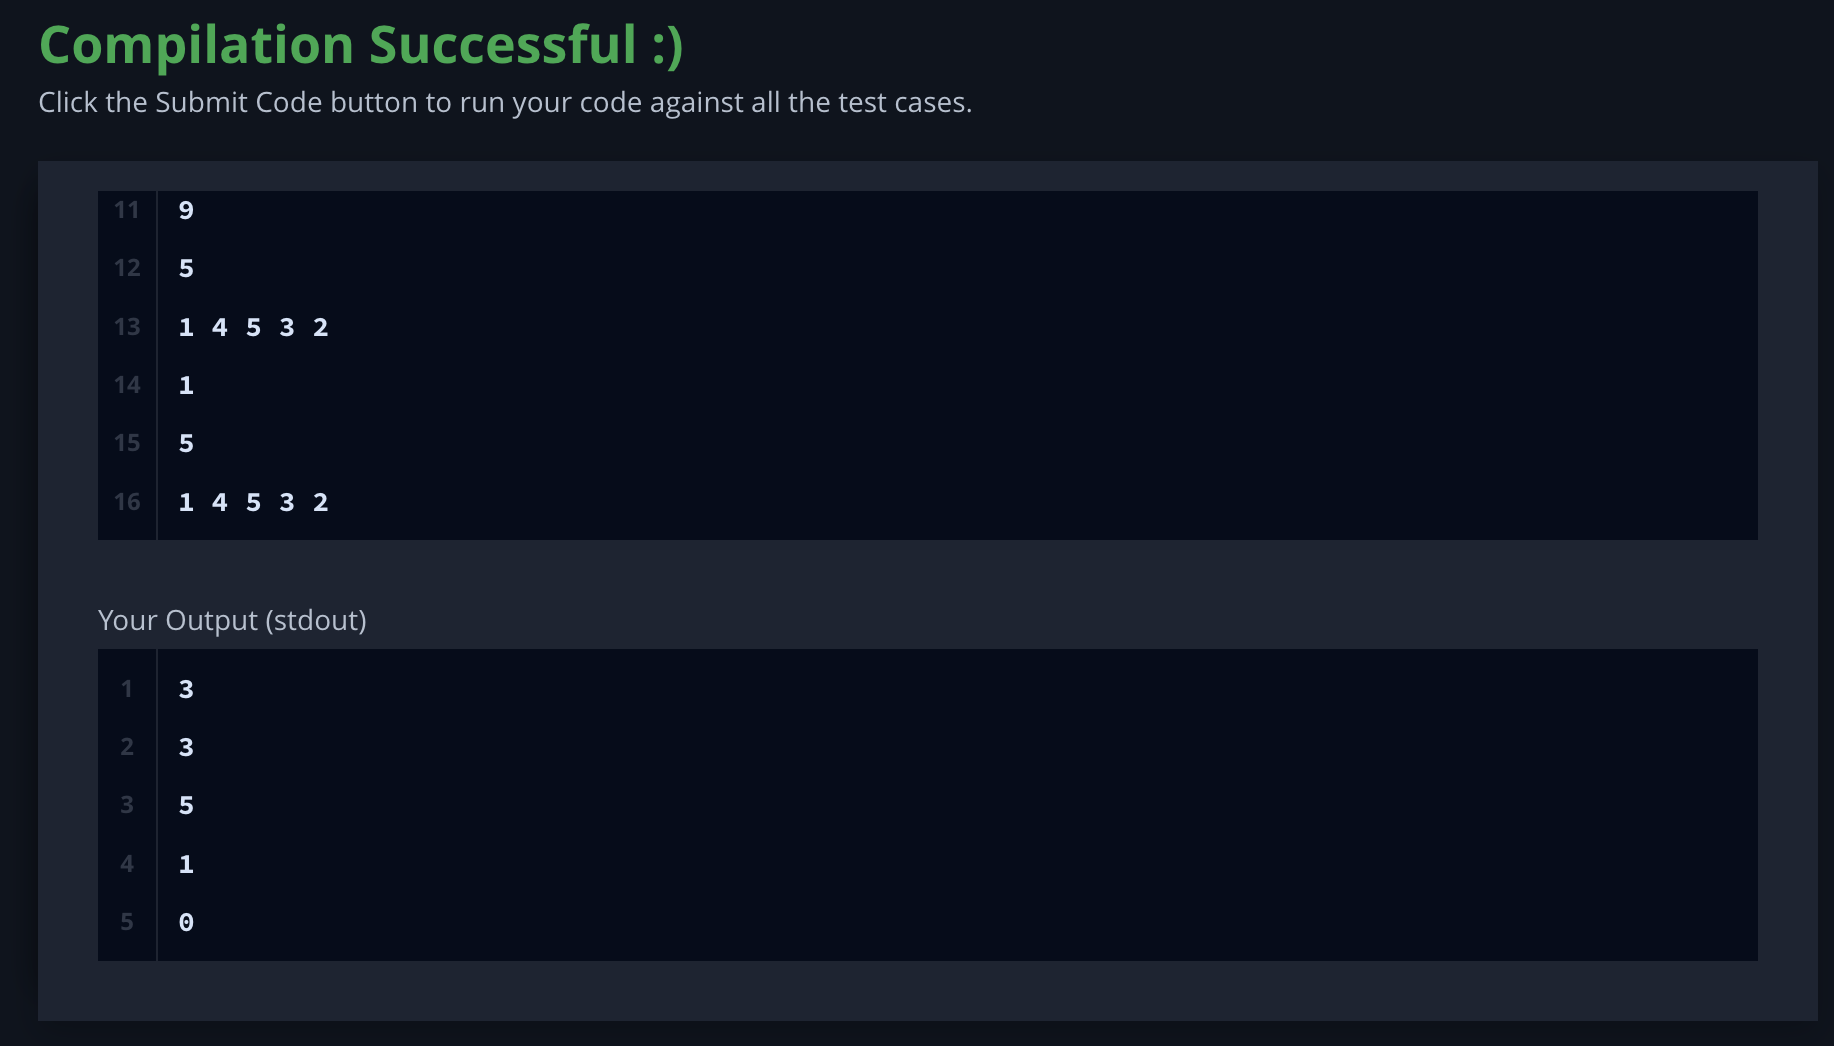 Compilation Successful :)
Click the Submit Code button to run your code against all the test cases.
11 9
12 5
13 1 4 5 3 2
14 1
15 5
16 1 4 5 3 2
Your Output (stdout)
1 3
2 3
3 5
4 1
5 0